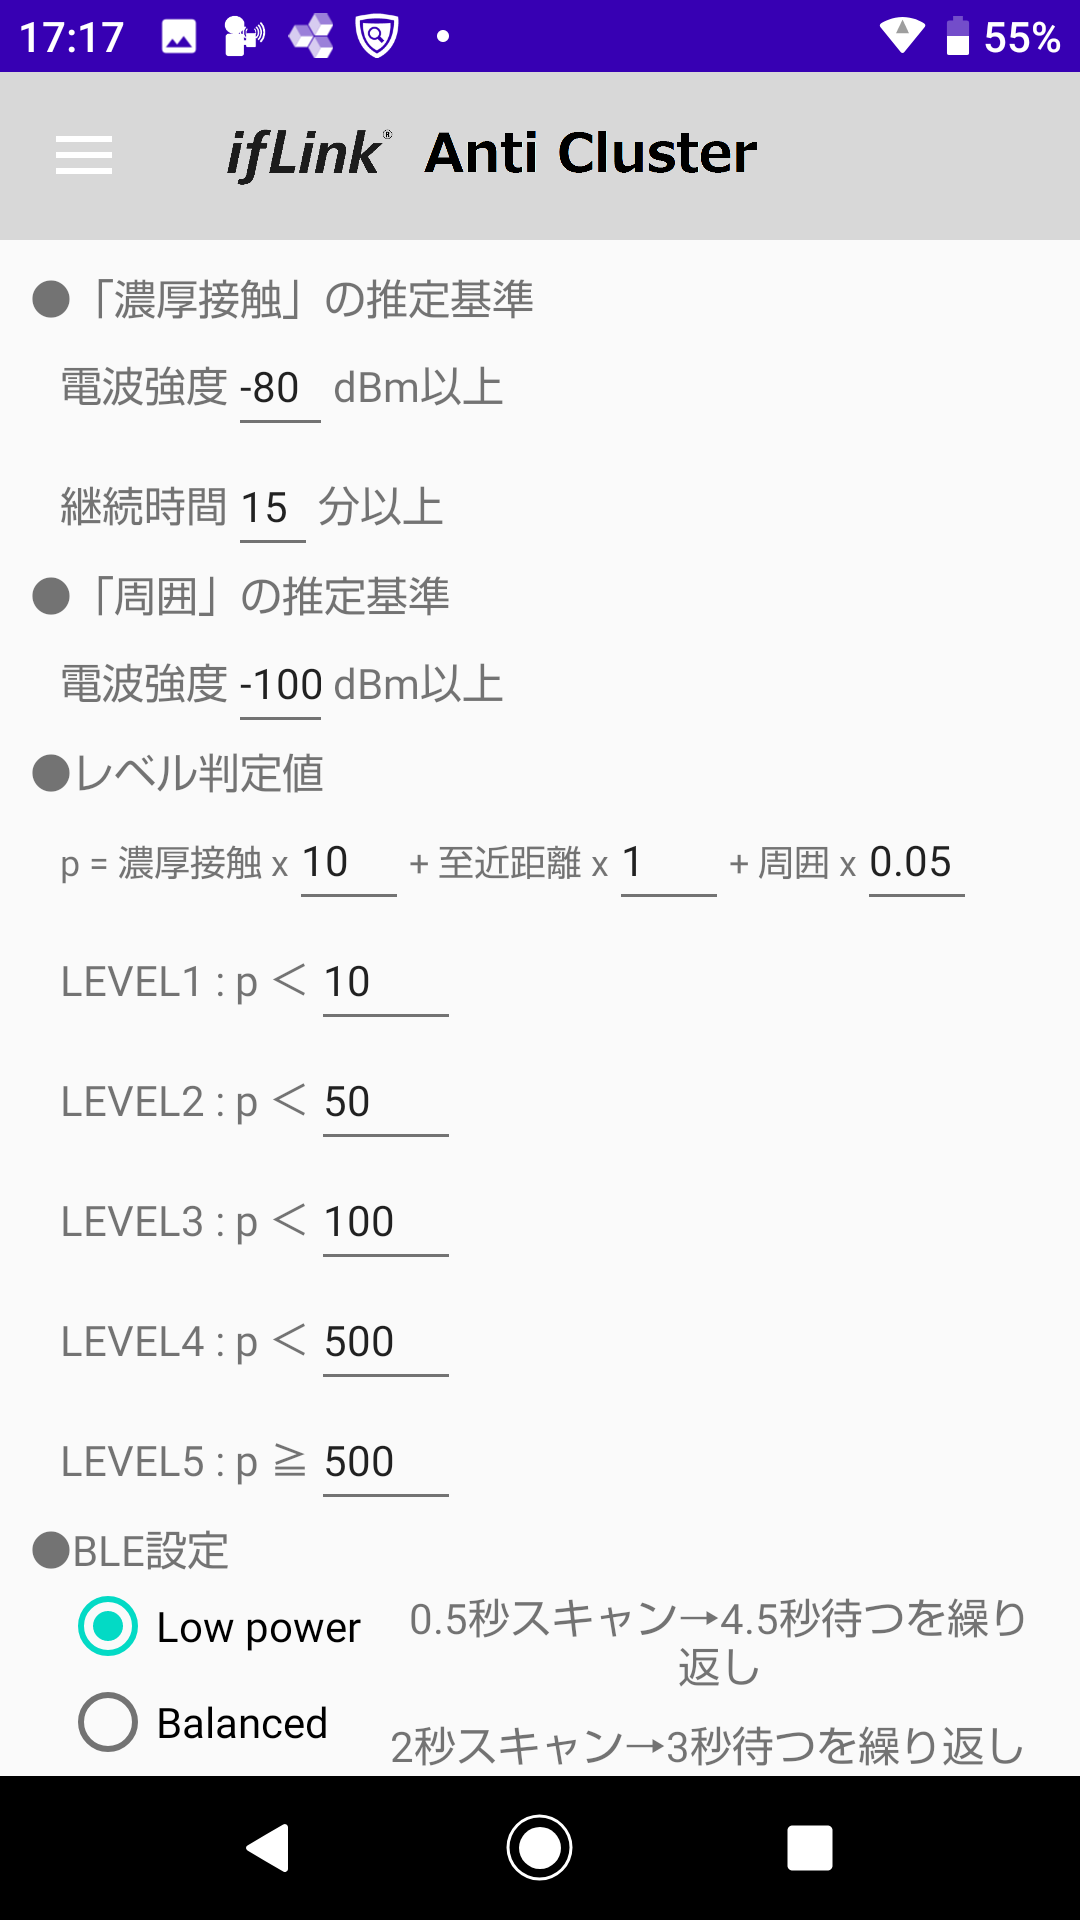 17:17 55%
ifLink® Anti Cluster
●「濃厚接触」の推定基準
電波強度 -80 dBm以上
継続時間 15 分以上
●「周囲」の推定基準
電波強度 -100 dBm以上
●レベル判定値
p = 濃厚接触 x 10 + 至近距離 x 1 + 周囲 x 0.05
LEVEL1 : p ＜ 10
LEVEL2 : p ＜ 50
LEVEL3 : p ＜ 100
LEVEL4 : p ＜ 500
LEVEL5 : p ≧ 500
●BLE設定
Low power 0.5秒スキャン→4.5秒待つを繰り
返し
Balanced 2秒スキャン→3秒待つを繰り返し